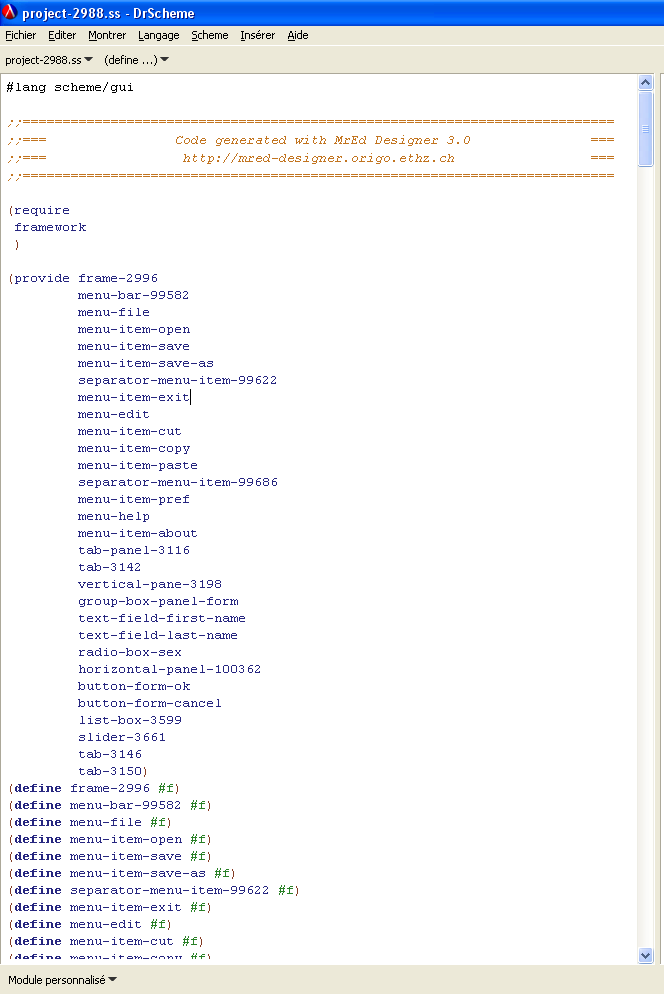 project-2988.ss - DrScheme
Fichier Editer Montrer Langage Scheme Insérer Aide
project-2988.ss (define ...)
#lang scheme/gui
;;==========================================================================
;;=== Code generated with MrEd Designer 3.0 ===
;;=== http://mred-designer.origo.ethz.ch ===
;;==========================================================================
(require
framework
)
(provide frame-2996
menu-bar-99582
menu-file
menu-item-open
menu-item-save
menu-item-save-as
separator-menu-item-99622
menu-item-exit
menu-edit
menu-item-cut
menu-item-copy
menu-item-paste
separator-menu-item-99686
menu-item-pref
menu-help
menu-item-about
tab-panel-3116
tab-3142
vertical-pane-3198
group-box-panel-form
text-field-first-name
text-field-last-name
radio-box-sex
horizontal-panel-100362
button-form-ok
button-form-cancel
list-box-3599
slider-3661
tab-3146
tab-3150)
(define frame-2996 #f)
(define menu-bar-99582 #f)
(define menu-file #f)
(define menu-item-open #f)
(define menu-item-save #f)
(define menu-item-save-as #f)
(define separator-menu-item-99622 #f)
(define menu-item-exit #f)
(define menu-edit #f)
(define menu-item-cut #f)
(define menu-item-copy #f)
Module personnalisé